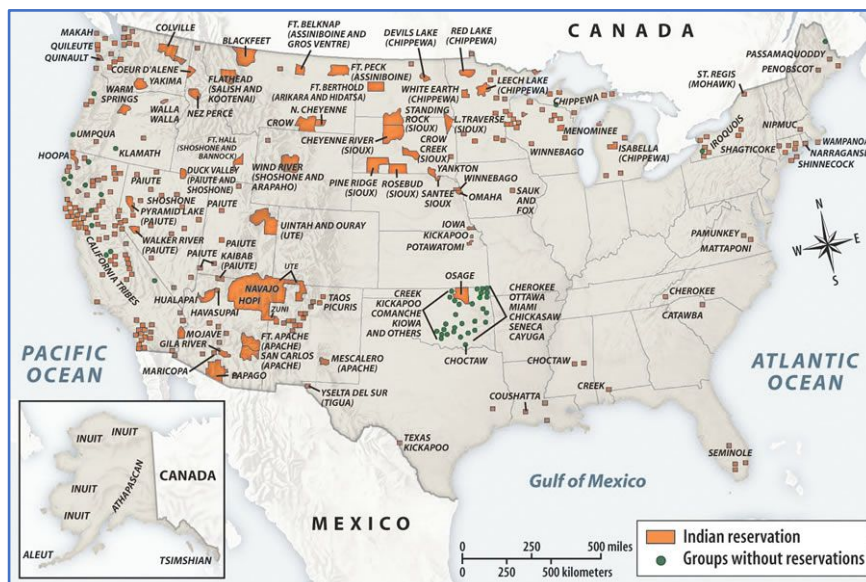 CANADA
MAKAH
QUILEUTE
QUINAULT
COLVILLE
BLACKFEET
FT. BELKNAP
(ASSINIBOINE AND
GROS VENTRE)
DEVILS LAKE
(CHIPPEWA)
RED LAKE
(CHIPPEWA)
PASSAMAQUODDY
PENOBSCOT
COEUR D'ALENE
YAKIMA
FLATHEAD
(SALISH AND
KOOTENAI)
FT. PECK
(ASSINIBOINE)
WHITE EARTH
(CHIPPEWA)
LEECH LAKE
(CHIPPEWA)
CHIPPEWA
ST. REGIS
(MOHAWK)
WARM
SPRINGS
WALLA
WALLA
NEZ PERCÉ
FT. BERTHOLD
(ARIKARA AND HIDATSA)
N. CHEYENNE
CROW
STANDING
ROCK
(SIOUX)
L. TRAVERSE
(SIOUX)
MENOMINEE
ISABELLA
(CHIPPEWA)
IROQUOIS
NIPMUC
WAMPANOA
NARRAGANS
SHINNECOCK
SHAGTICOKE
UMPQUA
HOOPA
KLAMATH
FT. HALL
(SHOSHONE AND
BANNOCK)
WIND RIVER
(SHOSHONE AND
ARAPAHO)
CHEYENNE RIVER
(SIOUX)
CROW
CREEK
(SIOUX)
WINNEBAGO
YANKTON
PAIUTE
DUCK VALLEY
(PAIUTE AND
SHOSHONE)
PINE RIDGE
(SIOUX)
ROSEBUD
(SIOUX)
SANTEE
SIOUX
WINNEBAGO
OMAHA
SAUK
AND
FOX
SHOSHONE
PYRAMID LAKE
(PAIUTE)
PAIUTE
WALKER RIVER
(PAIUTE)
UINTAH AND OURAY
(UTE)
IOWA
KICKAPOO
POTAWATOMI
PAMUNKEY
MATTAPONI
N
W
E
S
CALIFORNIA TRIBES
PAIUTE
PAIUTE
KAIBAB
(PAIUTE)
UTE
NAVAJO
HOPI
ZUNI
HUALAPAI
HAVASUPAI
TAOS
PICURIS
OSAGE
CREEK
KICKAPOO
COMANCHE
KIOWA
AND OTHERS
CHEROKEE
OTTAWA
MIAMI
CHICKASAW
SENECA
CAYUGA
CHEROKEE
CATAWBA
PACIFIC
OCEAN
MOJAVE
GILA RIVER
MARICOPA
FT. APACHE
(APACHE)
SAN CARLOS
(APACHE)
PAPAGO
MESCALERO
(APACHE)
CHOCTAW
CHOCTAW
CREEK
ATLANTIC
OCEAN
YSELTA DEL SUR
(TIGUA)
COUSHATTA
TEXAS
KICKAPOO
SEMINOLE
Gulf of Mexico
MEXICO
INUIT
INUIT
INUIT
INUIT
ATHAPASCAN
CANADA
ALEUT
TSIMSHIAN
0 250 500 miles
0 250 500 kilometers
Indian reservation
Groups without reservations